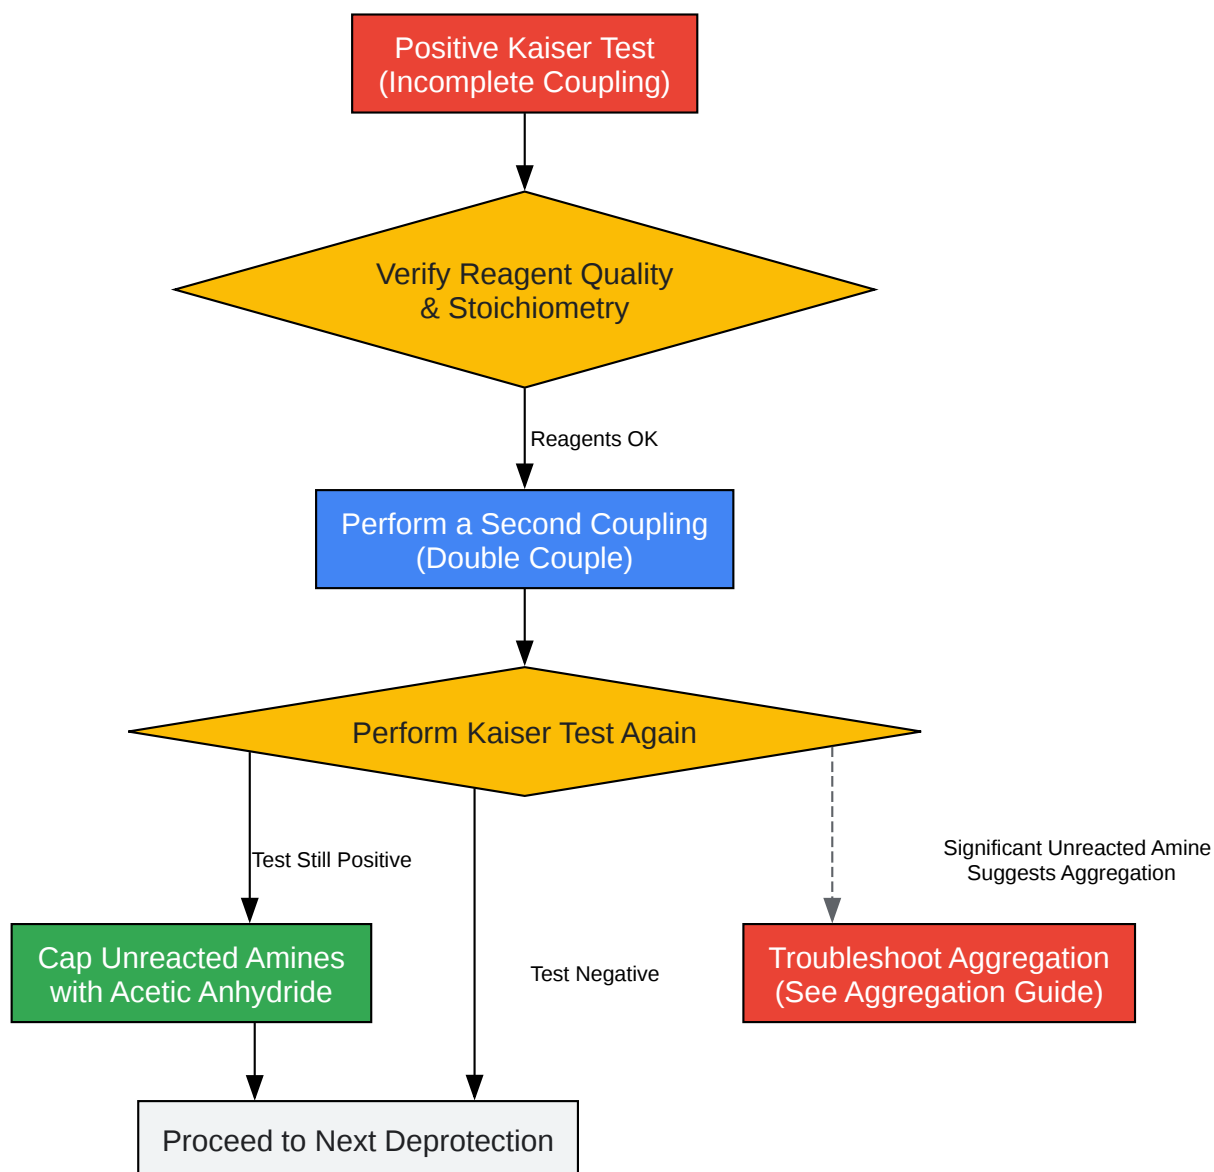 Positive Kaiser Test
(Incomplete Coupling)
Verify Reagent Quality
& Stoichiometry
Reagents OK
Perform a Second Coupling
(Double Couple)
Perform Kaiser Test Again
Test Still Positive
Significant Unreacted Amine
Suggests Aggregation
Cap Unreacted Amines
with Acetic Anhydride
Test Negative
Troubleshoot Aggregation
(See Aggregation Guide)
Proceed to Next Deprotection